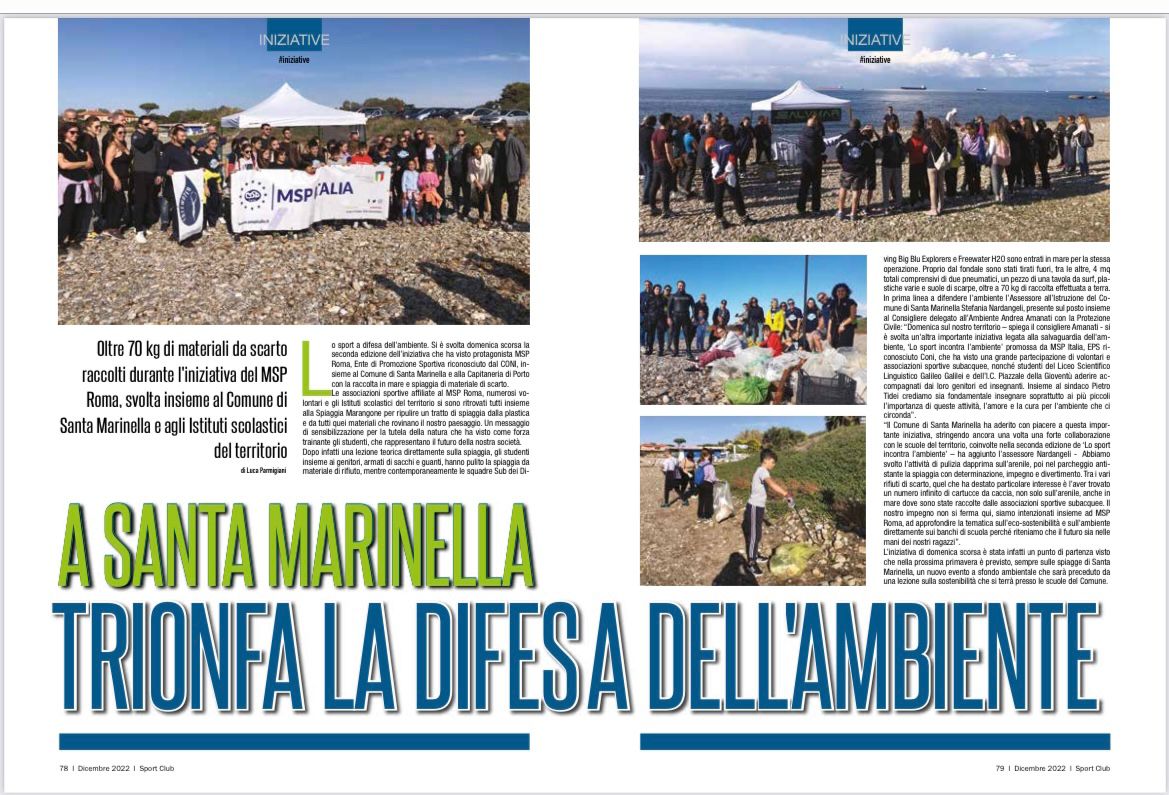 INIZIATIVE
#iniziative
MSP ITALIA
Oltre 70 kg di materiali da scarto
raccolti durante l'iniziativa del MSP
Roma, svolta insieme al Comune di
Santa Marinella e agli Istituti scolastici
del territorio
di Luca Parmigiani
Lo sport a difesa dell'ambiente. Si è svolta domenica scorsa la
seconda edizione dell'iniziativa che ha visto protagonista MSP
Roma, Ente di Promozione Sportiva riconosciuto dal CONI, in-
sieme al Comune di Santa Marinella e alla Capitaneria di Porto
con la raccolta in mare e spiaggia di materiale di scarto.
Le associazioni sportive affiliate al MSP Roma, numerosi vo-
lontari e gli Istituti scolastici del territorio si sono ritrovati tutti insieme
alla Spiaggia Marangone per ripulire un tratto di spiaggia dalla plastica
e da tutti quei materiali che rovinano il nostro paesaggio. Un messaggio
di sensibilizzazione per la tutela della natura che ha visto come forza
trainante gli studenti, che rappresentano il futuro della nostra società.
Dopo infatti una lezione teorica direttamente sulla spiaggia, gli studenti
insieme ai genitori, armati di sacchi e guanti, hanno pulito la spiaggia da
materiale di rifiuto, mentre contemporaneamente le squadre Sub dei Di-
INIZIATIVE
#iniziative
ving Big Blu Explorers e Freewater H2O sono entrati in mare per la stessa
operazione. Proprio dal fondale sono stati tirati fuori, tra le altre, 4 mq
totali comprensivi di due pneumatici, un pezzo di una tavola da surf, pla-
stiche varie e suole di scarpe, oltre a 70 kg di raccolta effettuata a terra.
In prima linea a difendere l'ambiente l'Assessore all'Istruzione del Co-
mune di Santa Marinella Stefania Nardangeli, presente sul posto insieme
al Consigliere delegato all'Ambiente Andrea Amanati con la Protezione
Civile: "Domenica sul nostro territorio – spiega il consigliere Amanati - si
è svolta un'altra importante iniziativa legata alla salvaguardia dell'am-
biente, 'Lo sport incontra l'ambiente' promossa da MSP Italia, EPS ri-
conosciuto Coni, che ha visto una grande partecipazione di volontari e
associazioni sportive subacquee, nonché studenti del Liceo Scientifico
Linguistico Galileo Galilei e dell'I.C. Piazzale della Gioventù aderire ac-
compagnati dai loro genitori ed insegnanti. Insieme al sindaco Pietro
Tidei crediamo sia fondamentale insegnare soprattutto ai più piccoli
l'importanza di queste attività, l'amore e la cura per l'ambiente che ci
circonda".
"Il Comune di Santa Marinella ha aderito con piacere a questa impor-
tante iniziativa, stringendo ancora una volta una forte collaborazione
con le scuole del territorio, coinvolte nella seconda edizione de 'Lo sport
incontra l'ambiente' – ha aggiunto l'assessore Nardangeli - Abbiamo
svolto l'attività di pulizia dapprima sull'arenile, poi nel parcheggio anti-
stante la spiaggia con determinazione, impegno e divertimento. Tra i vari
rifiuti di scarto, quel che ha destato particolare interesse è l'aver trovato
un numero infinito di cartucce da caccia, non solo sull'arenile, anche in
mare dove sono state raccolte dalle associazioni sportive subacquee. Il
nostro impegno non si ferma qui, siamo intenzionati insieme ad MSP
Roma, ad approfondire la tematica sull'eco-sostenibilità e sull'ambiente
direttamente sui banchi di scuola perché riteniamo che il futuro sia nelle
mani dei nostri ragazzi".
L'iniziativa di domenica scorsa è stata infatti un punto di partenza visto
che nella prossima primavera è previsto, sempre sulle spiagge di Santa
Marinella, un nuovo evento a sfondo ambientale che sarà preceduto da
una lezione sulla sostenibilità che si terrà presso le scuole del Comune.
A SANTA MARINELLA
TRIONFA LA DIFESA DELL'AMBIENTE
78 I Dicembre 2022 I Sport Club
79 I Dicembre 2022 I Sport Club